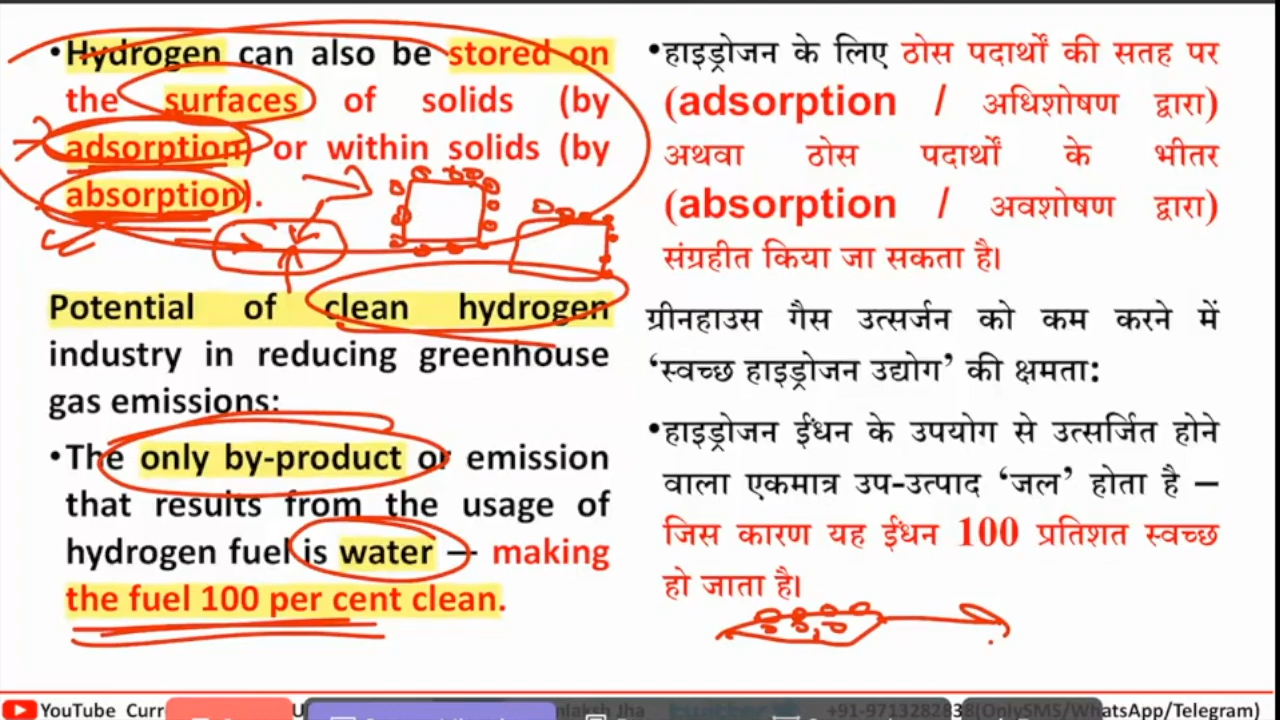 •Hydrogen can also be stored on
the surfaces of solids (by
adsorption) or within solids (by
absorption).
Potential of clean hydrogen
industry in reducing greenhouse
gas emissions:
•The only by-product or emission
that results from the usage of
hydrogen fuel is water – making
the fuel 100 per cent clean.
•हाइड्रोजन के लिए ठोस पदार्थों की सतह पर
(adsorption / अधिशोषण द्वारा)
अथवा ठोस पदार्थों के भीतर
(absorption / अवशोषण द्वारा)
संग्रहीत किया जा सकता है।
ग्रीनहाउस गैस उत्सर्जन को कम करने में
‘स्वच्छ हाइड्रोजन उद्योग’ की क्षमता:
•हाइड्रोजन ईंधन के उपयोग से उत्सर्जित होने
वाला एकमात्र उप-उत्पाद ‘जल’ होता है –
जिस कारण यह ईंधन 100 प्रतिशत स्वच्छ
हो जाता है।
YouTube Jha twitter +91-9713282838(OnlySMS/WhatsApp/Telegram)